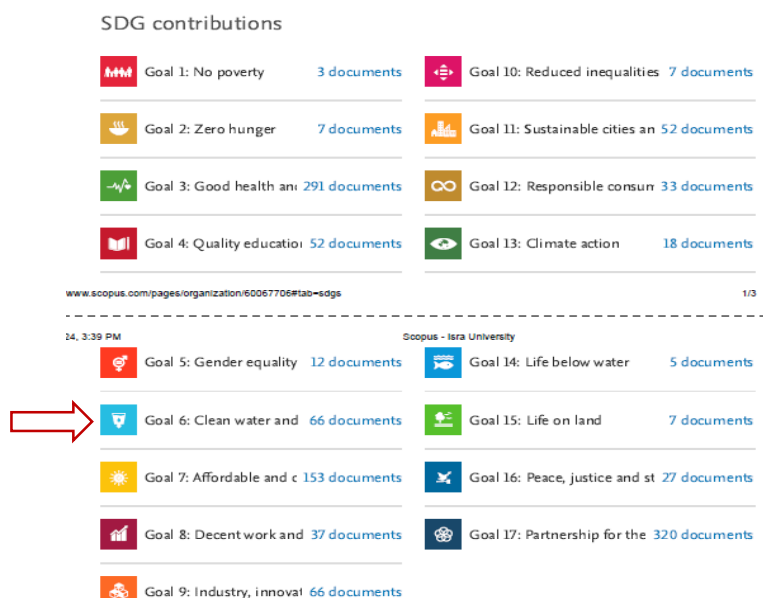 SDG contributions
Goal 1: No poverty 3 documents
Goal 10: Reduced inequalities 7 documents
Goal 2: Zero hunger 7 documents
Goal 11: Sustainable cities an 52 documents
Goal 3: Good health and 291 documents
Goal 12: Responsible consum 33 documents
Goal 4: Quality education 52 documents
Goal 13: Climate action 18 documents
www.scopus.com/pages/organization/60067706#tab=sdgs 1/3
24, 3:39 PM Scopus - Isra University
Goal 5: Gender equality 12 documents
Goal 14: Life below water 5 documents
Goal 6: Clean water and 66 documents
Goal 15: Life on land 7 documents
Goal 7: Affordable and c 153 documents
Goal 16: Peace, justice and st 27 documents
Goal 8: Decent work and 37 documents
Goal 17: Partnership for the 320 documents
Goal 9: Industry, innovat 66 documents